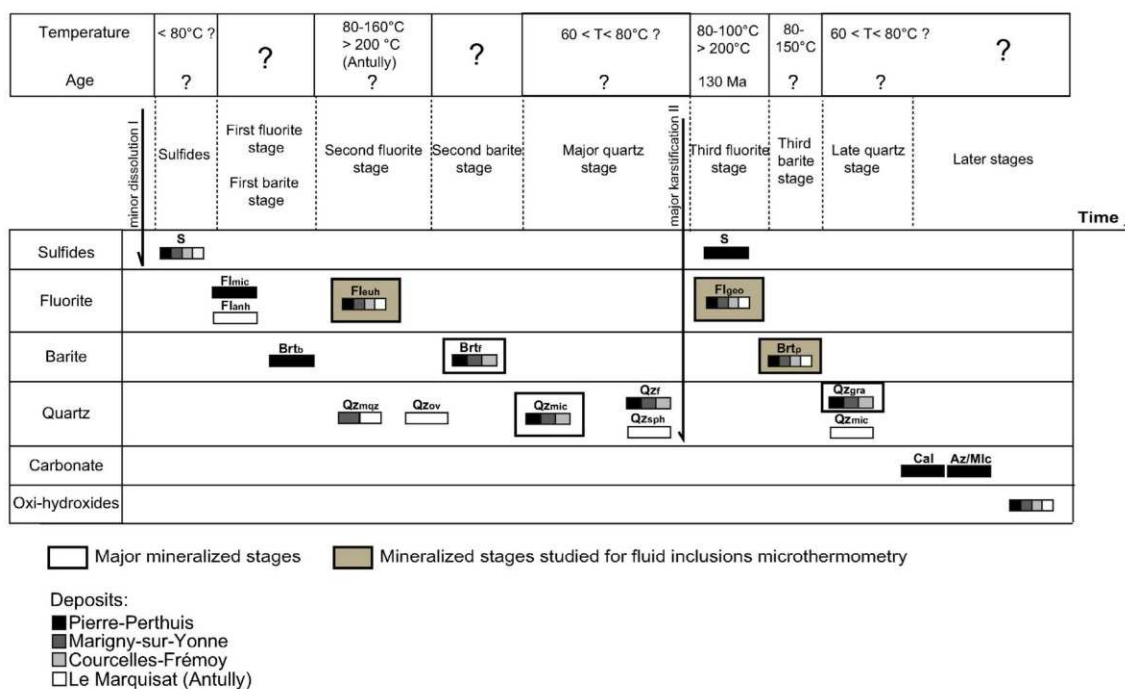 Temperature
< 80°C ?
?
80-160°C
> 200 °C
(Antully)
?
60 < T< 80°C ?
80-100°C
> 200°C
80-
150°C
60 < T< 80°C ?
?
Age
?
?
?
130 Ma
?
?
minor dissolution I
Sulfides
First fluorite
stage
First barite
stage
Second fluorite
stage
Second barite
stage
Major quartz
stage
major karstification II
Third fluorite
stage
Third
barite
stage
Late quartz
stage
Later stages
Time
Sulfides
S
S
Fluorite
Flmic
Flanh
Fleuh
Flgeo
Barite
Brtb
Brtf
Brtp
Quartz
Qzmqz
Qzov
Qzmic
Qzf
Qzsph
Qzgra
Qzmic
Carbonate
Cal
Az/Mlc
Oxi-hydroxides
Major mineralized stages
Mineralized stages studied for fluid inclusions microthermometry
Deposits:
Pierre-Perthuis
Marigny-sur-Yonne
Courcelles-Frémoy
Le Marquisat (Antully)